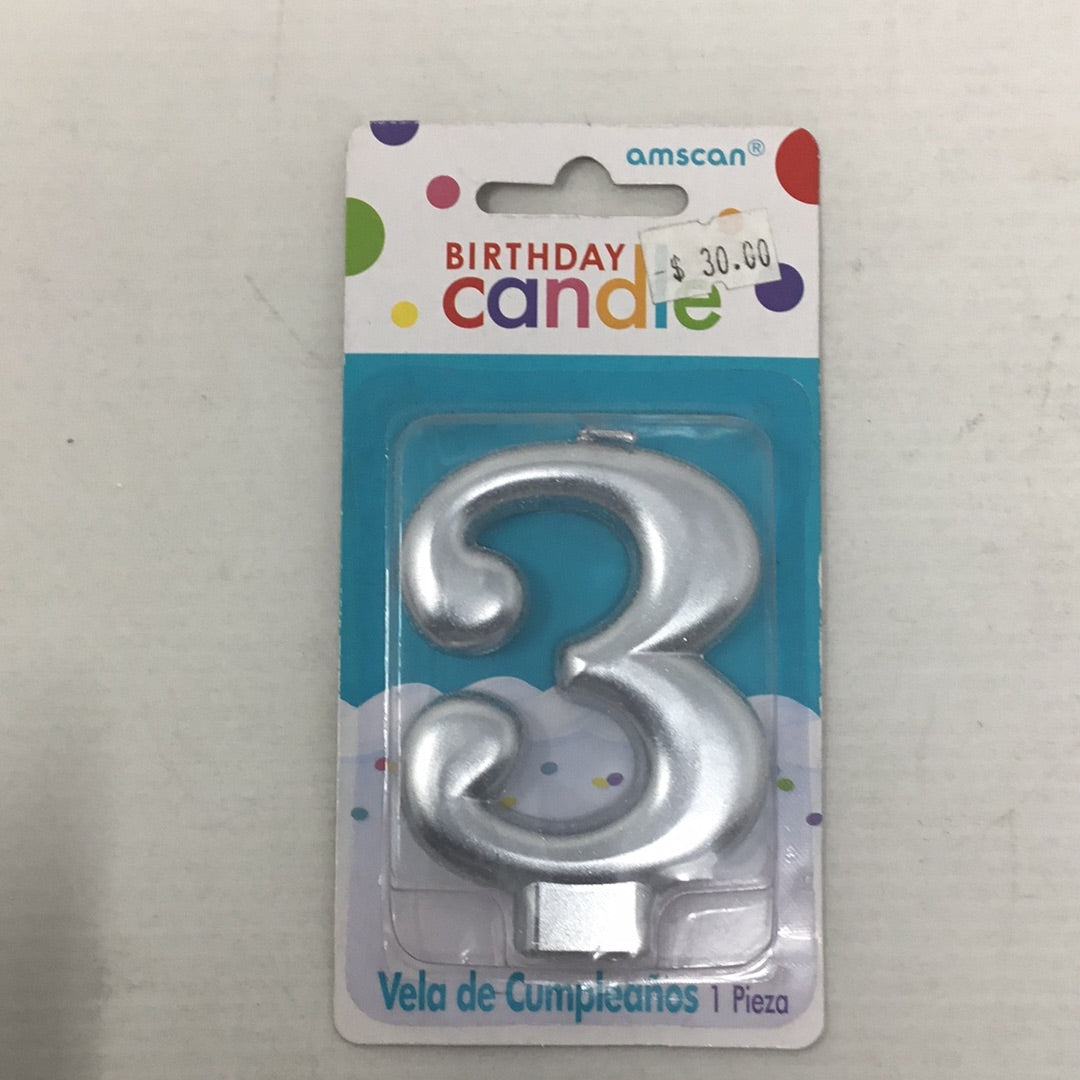 amscan®
BIRTHDAY
$ 30.00
candle
3
Vela de Cumpleaños 1 Pieza